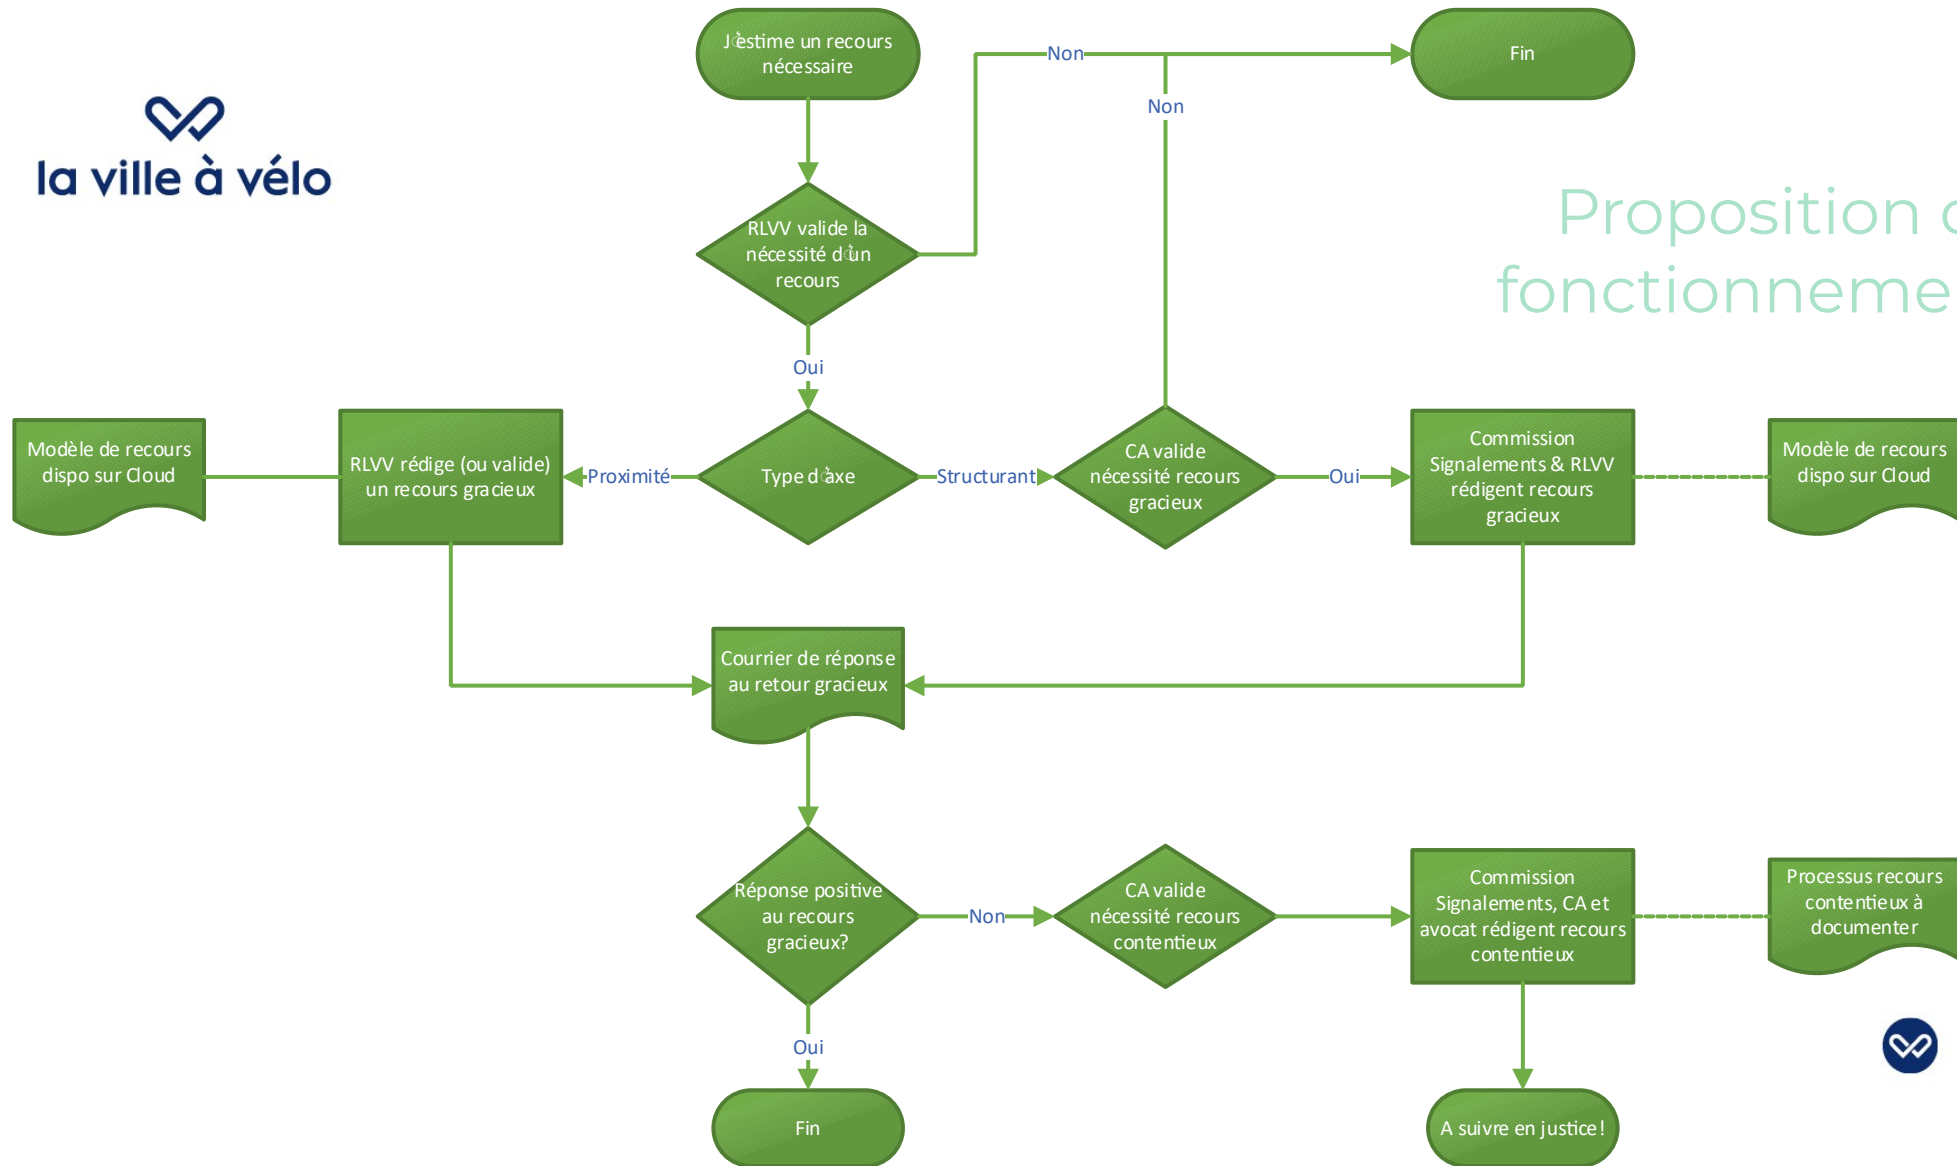 J'estime un recours
nécessaire
Non
Fin
Non
la ville à vélo
RLVV valide la
nécessité d'un
recours
Proposition
fonctionneme
Oui
Modèle de recours
dispo sur Cloud
RLVV rédige (ou valide)
un recours gracieux
Proximité
Type d'axe
Structurant
CA valide
nécessité recours
gracieux
Oui
Commission
Signalements & RLVV
rédigent recours
gracieux
Modèle de recours
dispo sur Cloud
Courrier de réponse
au retour gracieux
Réponse positive
au recours
gracieux?
Non
CA valide
nécessité recours
contentieux
Commission
Signalements, CA et
avocat rédigent recours
contentieux
Processus recours
contentieux à
documenter
Oui
Fin
A suivre en justice!